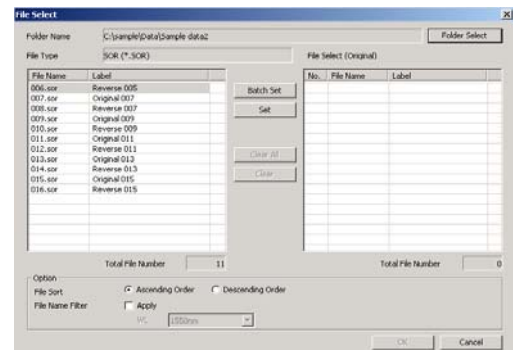 File Select
Folder Name C:\sample\Data\Sample data2 Folder Select
File Type SOR (*.SOR) File Select (Original)
File Name Label No. File Name Label
006.sor Reverse 005
007.sor Original 007
008.sor Reverse 007
009.sor Original 009
010.sor Reverse 009
011.sor Original 011
012.sor Reverse 011
013.sor Original 013
014.sor Reverse 013
015.sor Original 015
016.sor Reverse 015
Batch Set
Set
Clear All
Clear
Total File Number 11 Total File Number 0
Option
File Sort Ascending Order Descending Order
File Name Filter Apply
WL 1550nm
OK Cancel